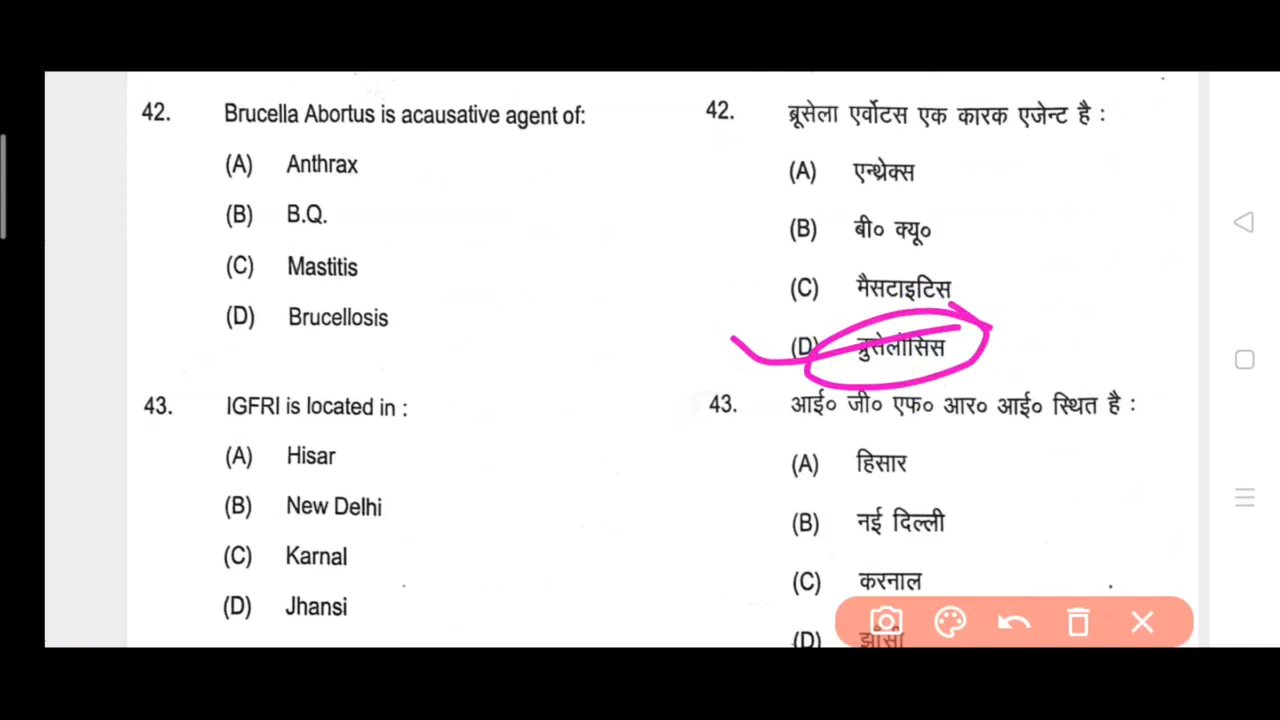 42. Brucella Abortus is acausative agent of:
(A) Anthrax
(B) B.Q.
(C) Mastitis
(D) Brucellosis
43. IGFRI is located in :
(A) Hisar
(B) New Delhi
(C) Karnal
(D) Jhansi
42. ब्रूसेला एर्वोटस एक कारक एजेन्ट है :
(A) एन्थ्रेक्स
(B) बी० क्यू०
(C) मैसटाइटिस
(D) ब्रुसेलोसिस
43. आई० जी० एफ० आर० आई० स्थित है :
(A) हिसार
(B) नई दिल्ली
(C) करनाल
(D) झाँसी